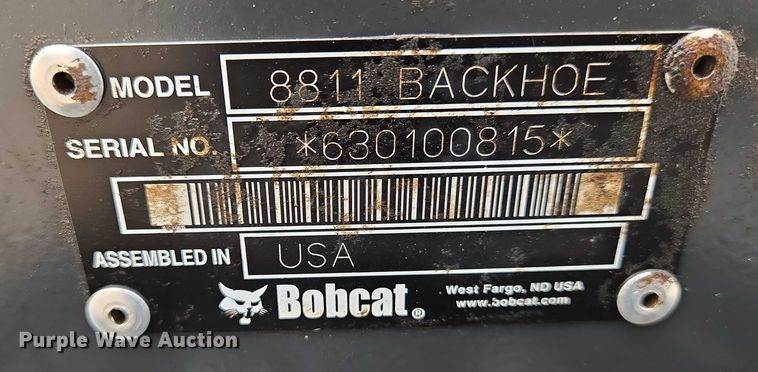 MODEL 8811 BACKHOE
SERIAL NO. *630100815*
ASSEMBLED IN USA
Bobcat®
West Fargo, ND USA
www.bobcat.com
Purple Wave Auction